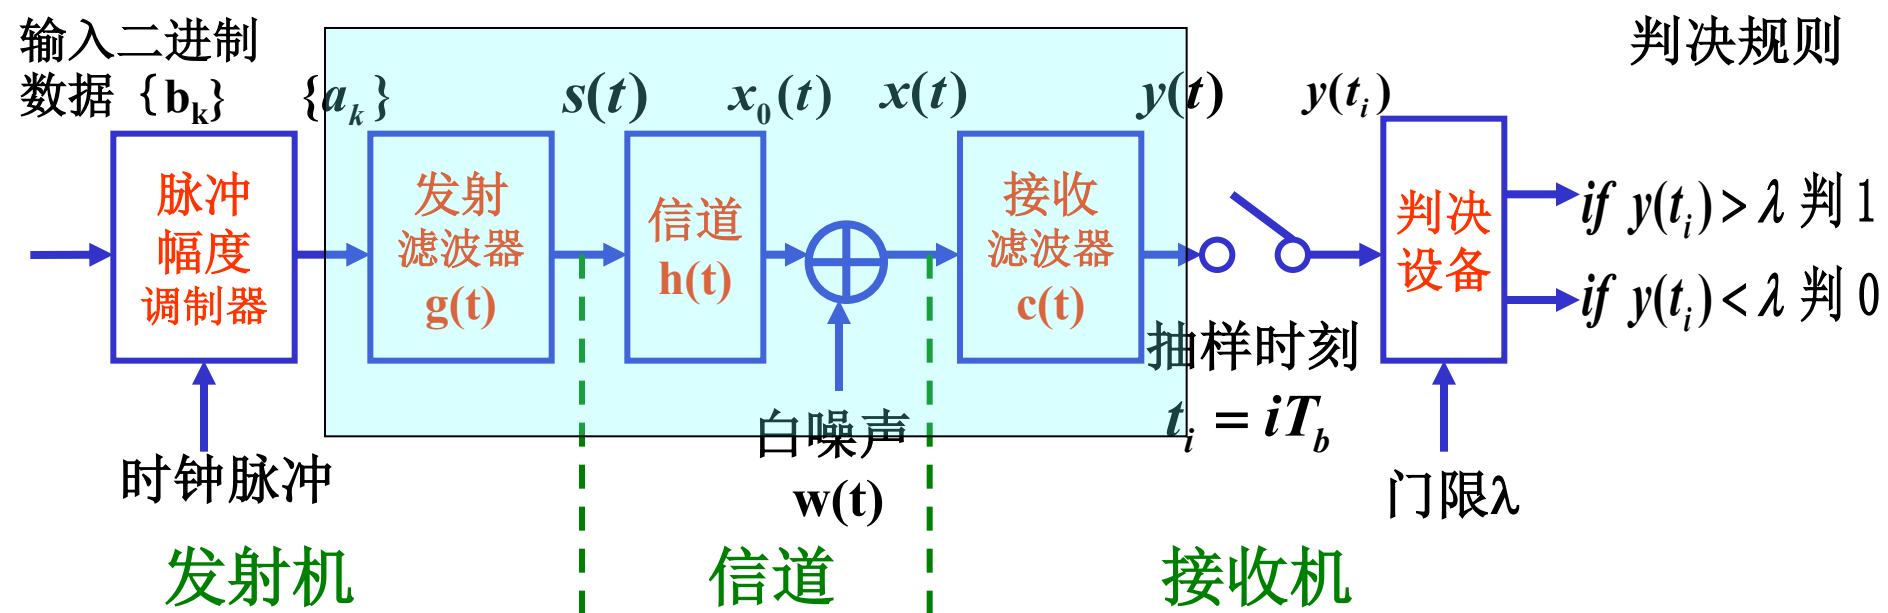 输入二进制
数据{bk}
{ak}
s(t)
x0(t)
x(t)
y(t)
y(ti)
判决规则
脉冲
幅度
调制器
发射
滤波器
g(t)
信道
h(t)
接收
滤波器
c(t)
判决
设备
if y(ti)>λ 判1
if y(ti)<λ 判0
抽样时刻
ti = iTb
时钟脉冲
白噪声
w(t)
门限λ
发射机
信道
接收机